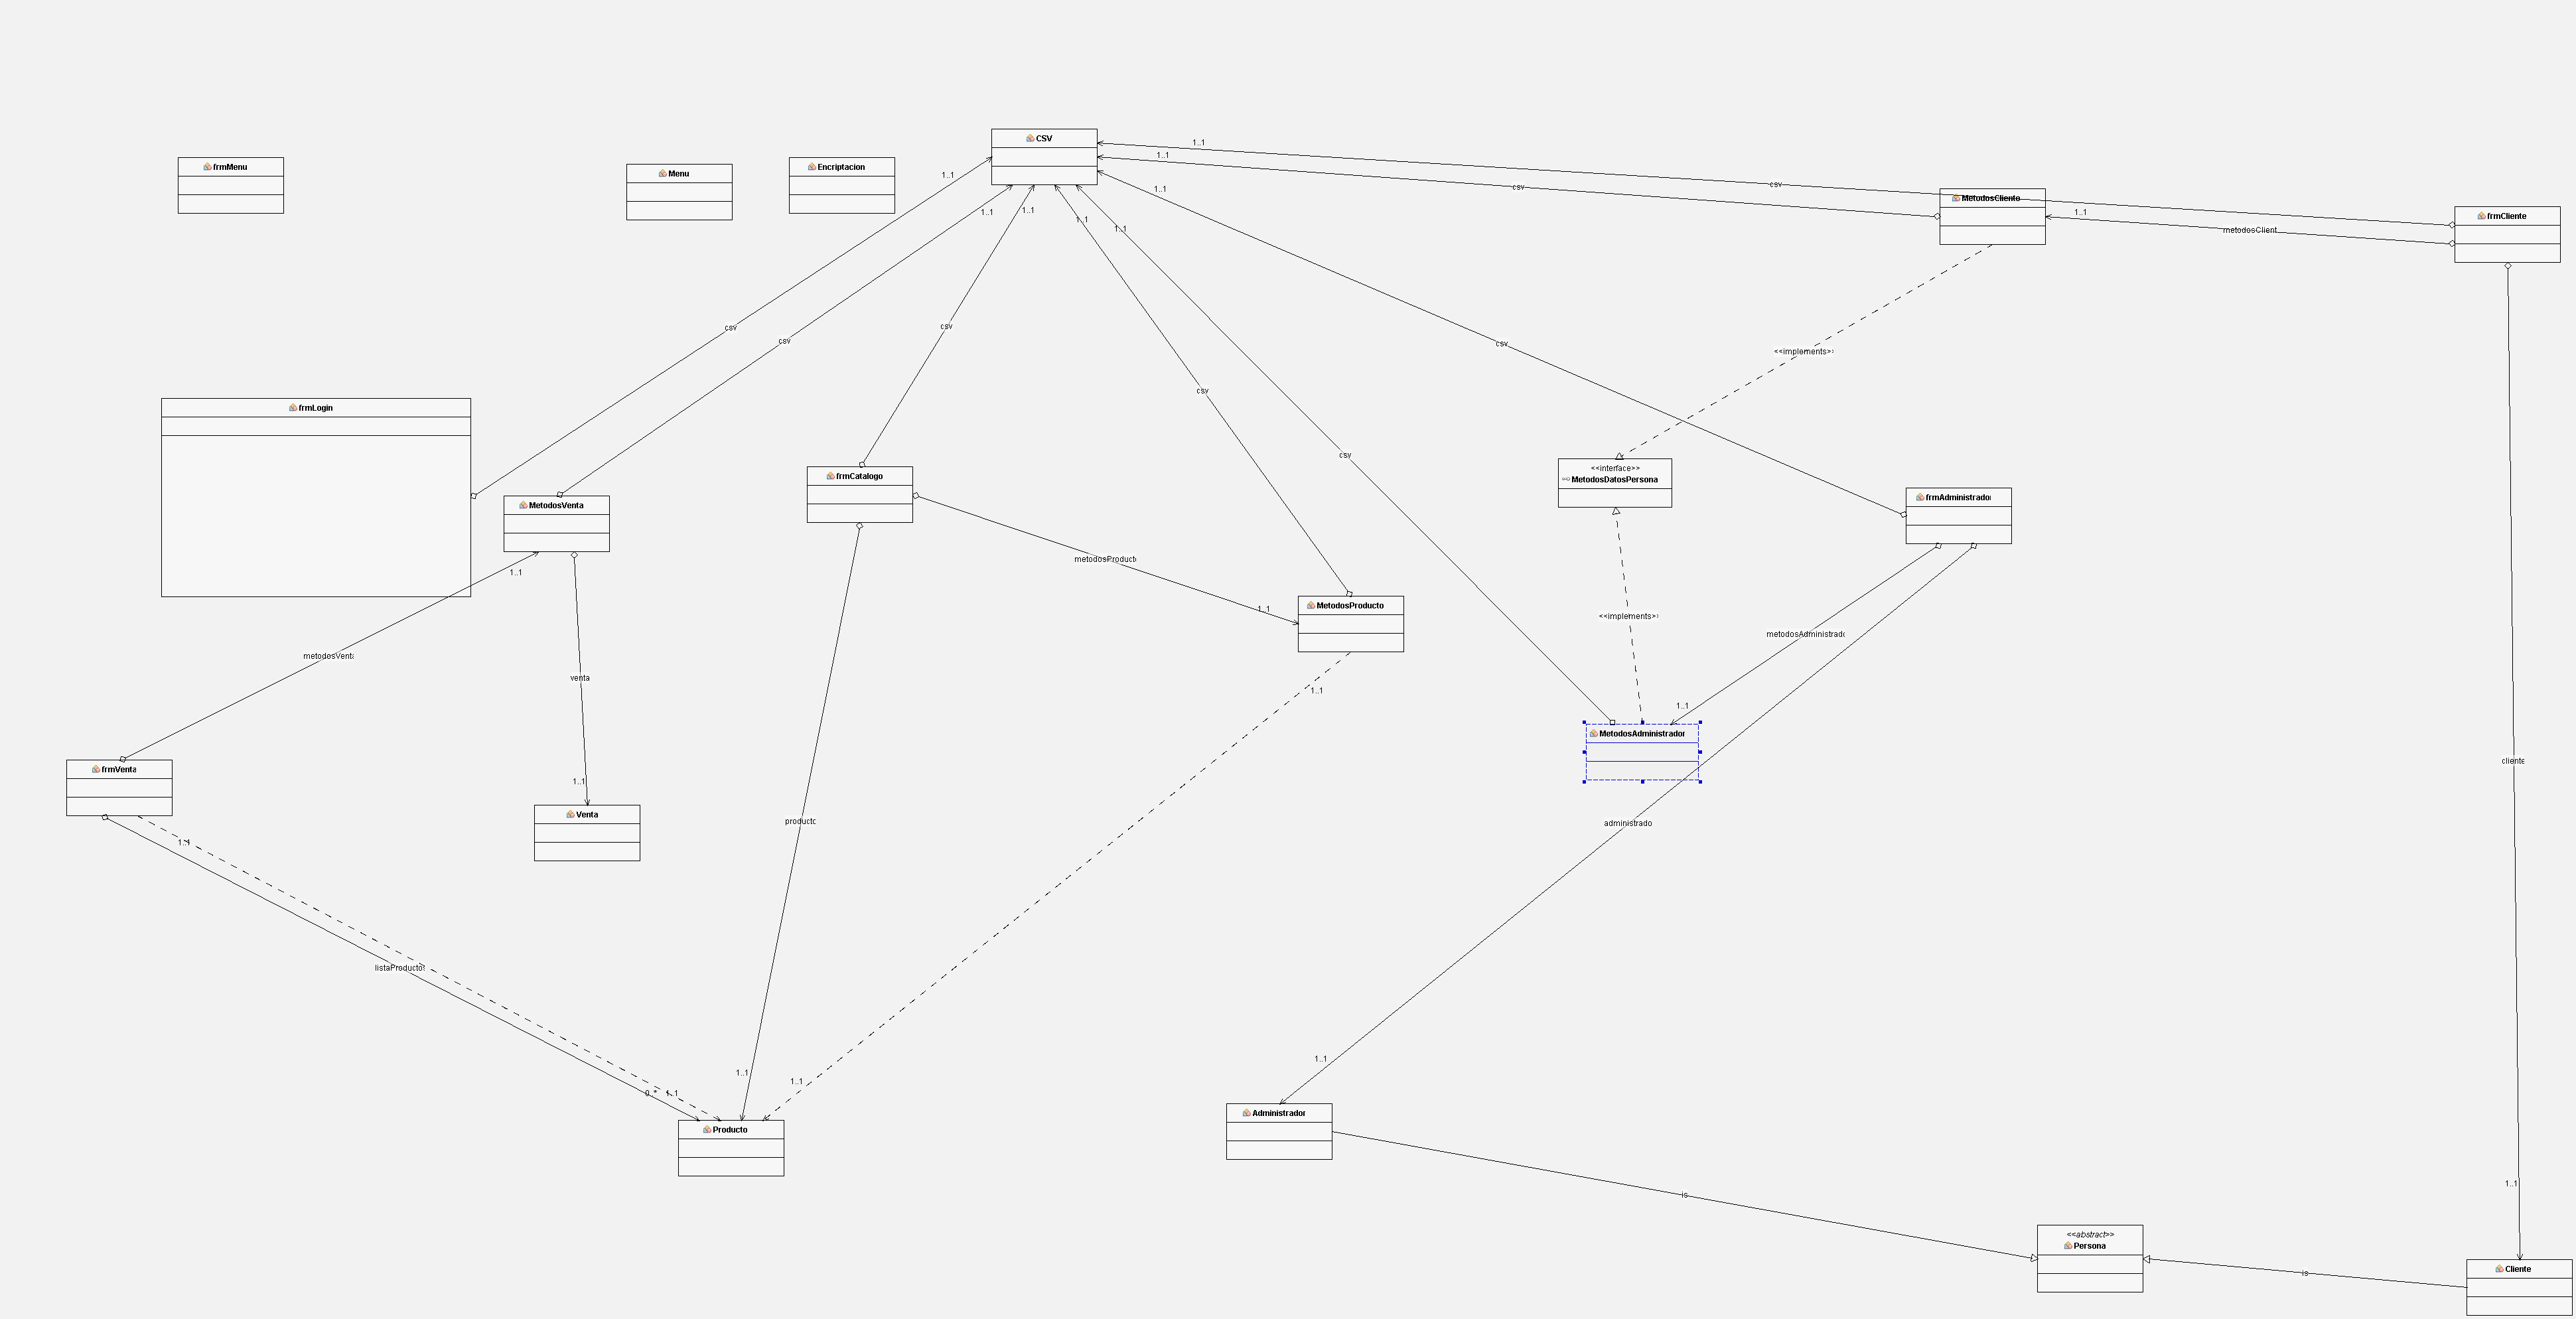 CSV
frmMenu
Menu
Encriptacion
1..1
1..1
1..1
1..1
1..1
1..1
1..1
1..1
csv
csv
MetodosCliente
1..1
metodosClient
frmCliente
csv
csv
csv
csv
csv
csv
<<implements>>
frmLogin
<<interface>>
MetodosDatosPersona
frmCatalogo
frmAdministrador
MetodosVenta
1..1
metodosProducto
1..1
MetodosProducto
<<implements>>
metodosAdministrado
metodosVenta
venta
1..1
1..1
MetodosAdministrador
frmVenta
1..1
Venta
cliente
producto
administrado
1..1
listaProductos
1..1
1..1
1..1
0..*
1..1
Producto
Administrador
1..1
is
<<abstract>>
Persona
is
Cliente